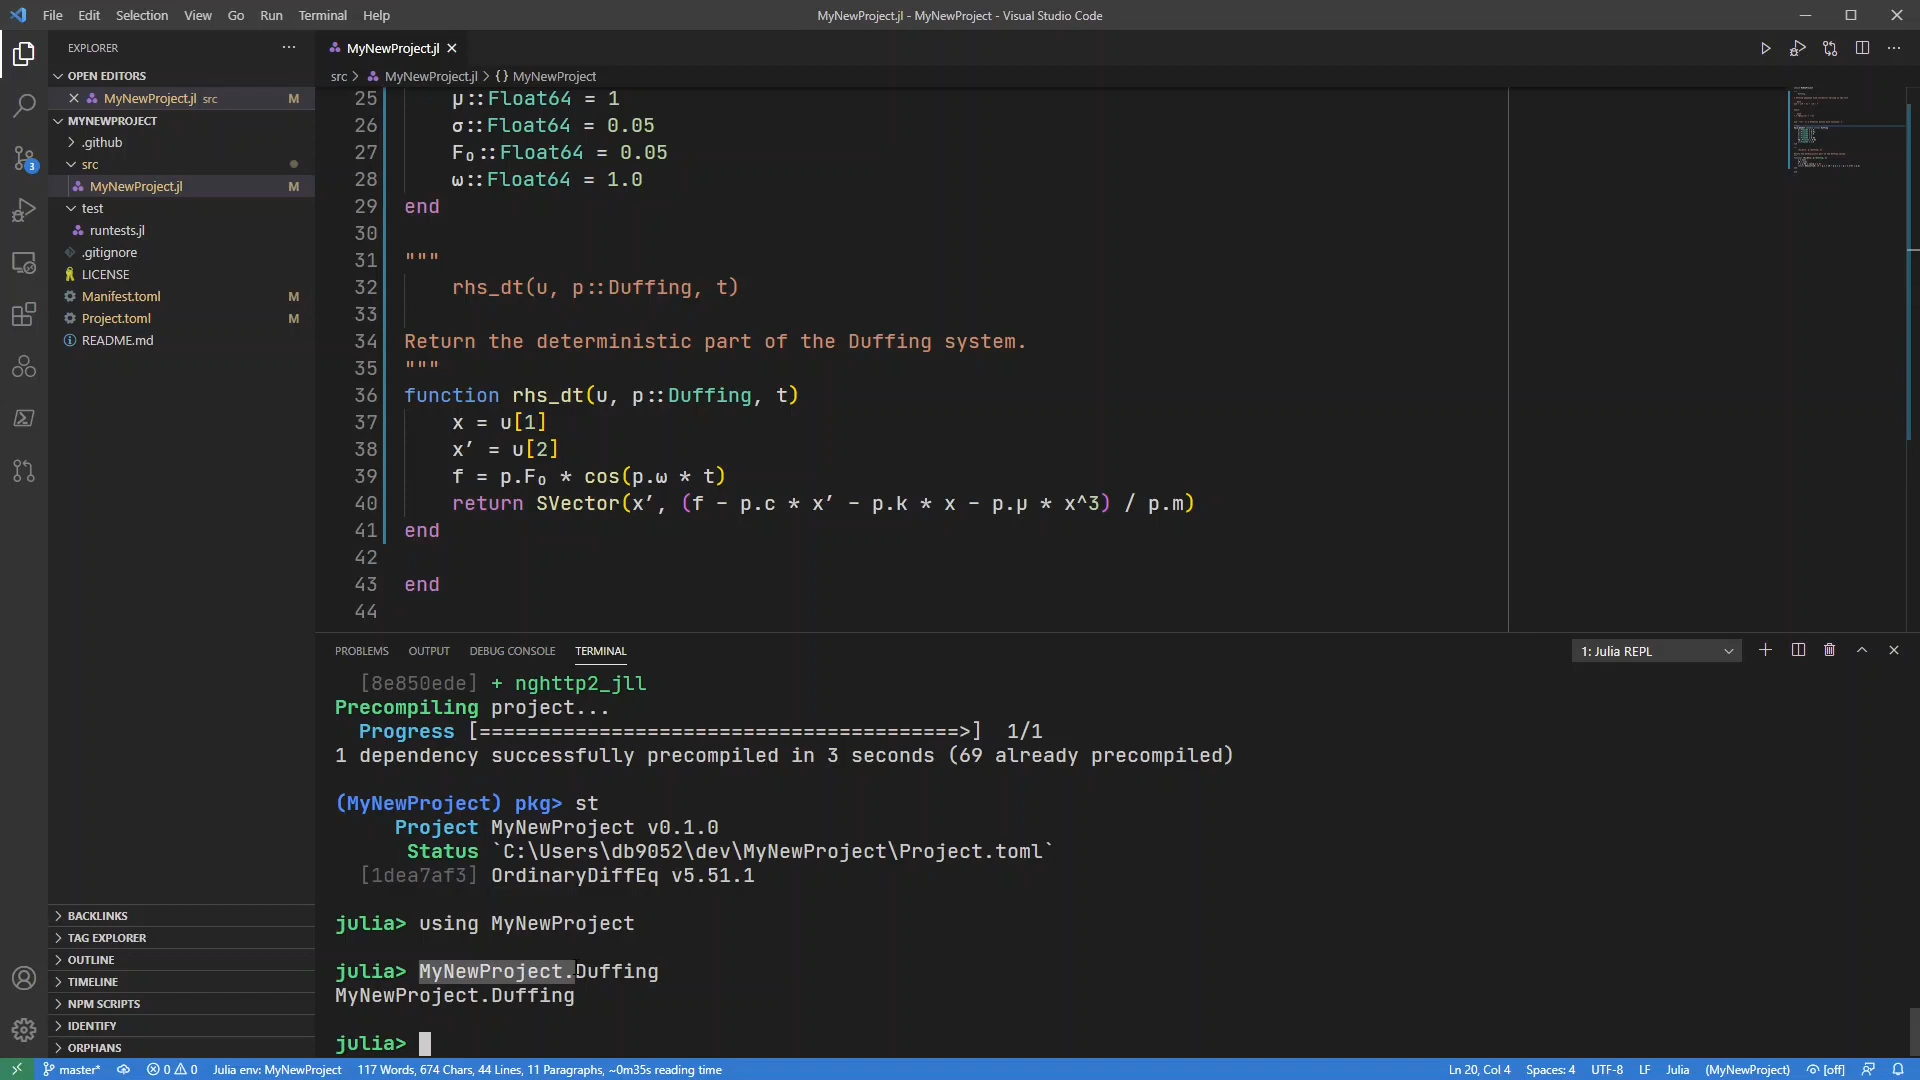 File Edit Selection View Go Run Terminal Help
MyNewProject.jl - MyNewProject - Visual Studio Code
EXPLORER
OPEN EDITORS
MyNewProject.jl src M
MYNEWPROJECT
.github
src
MyNewProject.jl M
test
runtests.jl
.gitignore
LICENSE
Manifest.toml M
Project.toml M
README.md
BACKLINKS
TAG EXPLORER
OUTLINE
TIMELINE
NPM SCRIPTS
IDENTIFY
ORPHANS
3
MyNewProject.jl
src > MyNewProject.jl > {} MyNewProject
25 μ::Float64 = 1
26 σ::Float64 = 0.05
27 F₀::Float64 = 0.05
28 ω::Float64 = 1.0
29 end
30
31 """
32 rhs_dt(u, p::Duffing, t)
33
34 Return the deterministic part of the Duffing system.
35 """
36 function rhs_dt(u, p::Duffing, t)
37 x = u[1]
38 x′ = u[2]
39 f = p.F₀ * cos(p.ω * t)
40 return SVector(x′, (f - p.c * x′ - p.k * x - p.μ * x^3) / p.m)
41 end
42
43 end
44
PROBLEMS OUTPUT DEBUG CONSOLE TERMINAL
1: Julia REPL
[8e850ede] + nghttp2_jll
Precompiling project...
Progress [========================================>] 1/1
1 dependency successfully precompiled in 3 seconds (69 already precompiled)
(MyNewProject) pkg> st
Project MyNewProject v0.1.0
Status `C:\Users\db9052\dev\MyNewProject\Project.toml`
[1dea7af3] OrdinaryDiffEq v5.51.1
julia> using MyNewProject
julia> MyNewProject.Duffing
MyNewProject.Duffing
julia>
master* 0 0 Julia env: MyNewProject 117 Words, 674 Chars, 44 Lines, 11 Paragraphs, ~0m35s reading time
Ln 20, Col 4 Spaces: 4 UTF-8 LF Julia (MyNewProject) [off]